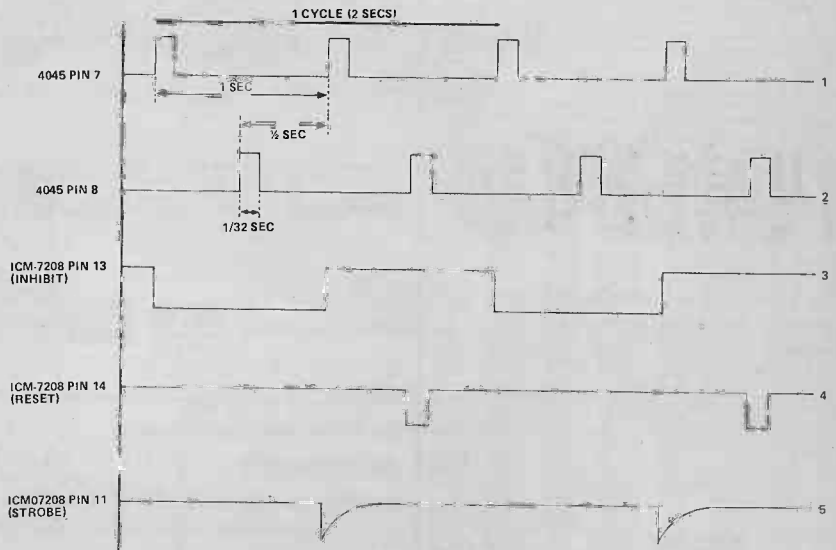 1 CYCLE (2 SECS)
4045 PIN 7
1
1 SEC
½ SEC
4045 PIN 8
2
1/32 SEC
ICM-7208 PIN 13
(INHIBIT)
3
ICM-7208 PIN 14
(RESET)
4
ICM07208 PIN 11
(STROBE)
5